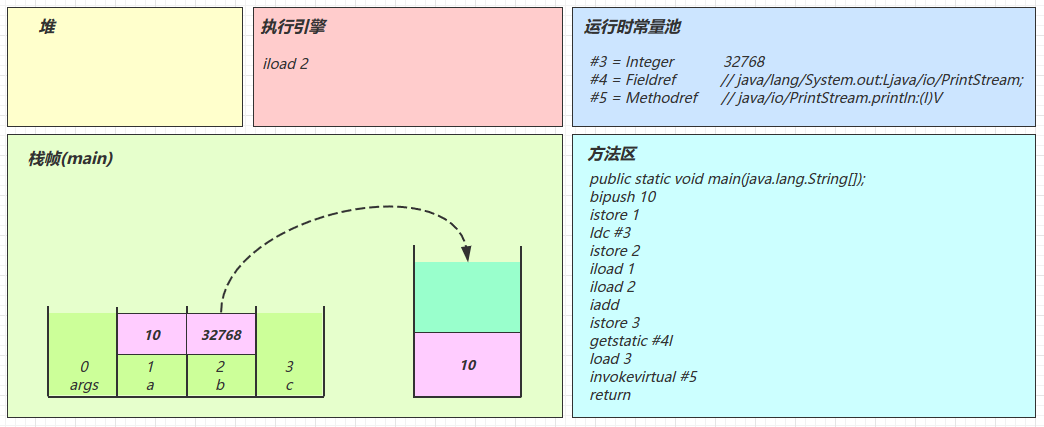 堆
执行引擎
iload 2
运行时常量池
#3 = Integer 32768
#4 = Fieldref // java/lang/System.out:Ljava/io/PrintStream;
#5 = Methodref // java/io/PrintStream.println:(I)V
栈帧(main)
10 32768
0 1 2 3
args a b c
10
方法区
public static void main(java.lang.String[]);
bipush 10
istore 1
ldc #3
istore 2
iload 1
iload 2
iadd
istore 3
getstatic #4l
load 3
invokevirtual #5
return